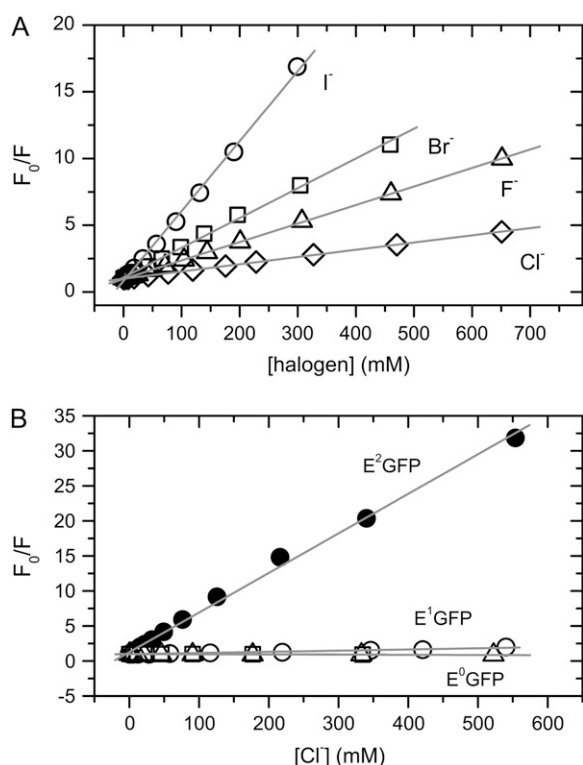 A
20
15
10
5
0
F₀/F
I⁻
Br⁻
F⁻
Cl⁻
0 100 200 300 400 500 600 700
[halogen] (mM)
B
35
30
25
20
15
10
5
0
-5
F₀/F
E²GFP
E¹GFP
E⁰GFP
0 100 200 300 400 500 600
[Cl⁻] (mM)